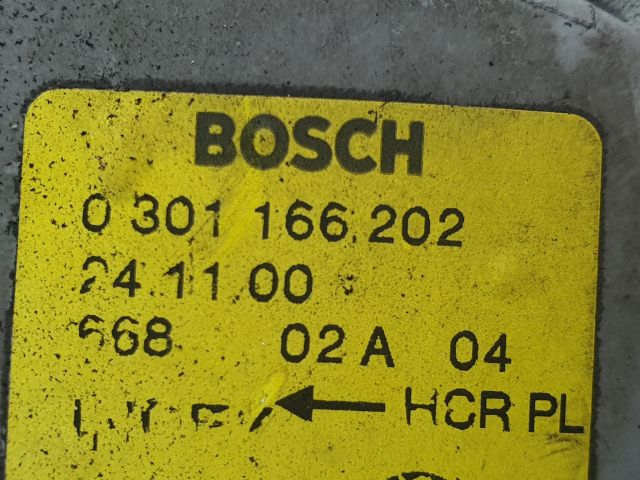 BOSCH
0 301 166 202
24.11.00
668 02 A 04
HCR PL